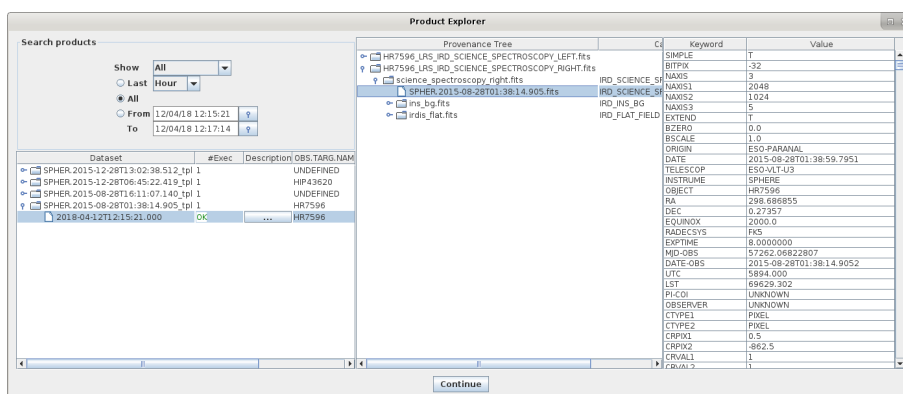 Product Explorer
Search products
Show All
Last Hour
All
From 12/04/18 12:15:21
To 12/04/18 12:17:14
Dataset #Exec Description OBS.TARG.NAM
SPHER.2015-12-28T13:02:38.512_tpl 1 UNDEFINED
SPHER.2015-12-28T06:45:22.419_tpl 1 HIP43620
SPHER.2015-08-28T16:11:07.140_tpl 1 UNDEFINED
SPHER.2015-08-28T01:38:14.905_tpl 1 HR7596
2018-04-12T12:15:21.000 OK ... HR7596
Provenance Tree Ca
HR7596_LRS_IRD_SCIENCE_SPECTROSCOPY_LEFT.fits
HR7596_LRS_IRD_SCIENCE_SPECTROSCOPY_RIGHT.fits
science_spectroscopy_right.fits IRD_SCIENCE_SF
SPHER.2015-08-28T01:38:14.905.fits IRD_SCIENCE_SF
ins_bg.fits IRD_INS_BG
irdis_flat.fits IRD_FLAT_FIELD
Keyword Value
SIMPLE T
BITPIX -32
NAXIS 3
NAXIS1 2048
NAXIS2 1024
NAXIS3 5
EXTEND T
BZERO 0.0
BSCALE 1.0
ORIGIN ESO-PARANAL
DATE 2015-08-28T01:38:59.7951
TELESCOP ESO-VLT-U3
INSTRUME SPHERE
OBJECT HR7596
RA 298.686855
DEC 0.27357
EQUINOX 2000.0
RADECSYS FK5
EXPTIME 8.0000000
MJD-OBS 57262.06822807
DATE-OBS 2015-08-28T01:38:14.9052
UTC 5894.000
LST 69629.302
PI-COI UNKNOWN
OBSERVER UNKNOWN
CTYPE1 PIXEL
CTYPE2 PIXEL
CRPIX1 0.5
CRPIX2 -862.5
CRVAL1 1
CRVAL2 1
Continue